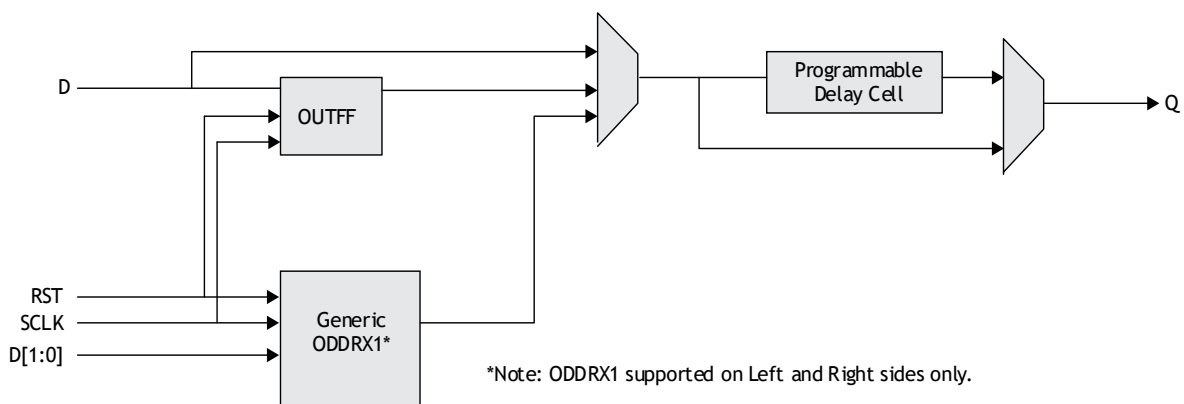 D
OUTFF
Programmable
Delay Cell
Q
RST
SCLK
D[1:0]
Generic
ODDRX1*
*Note: ODDRX1 supported on Left and Right sides only.